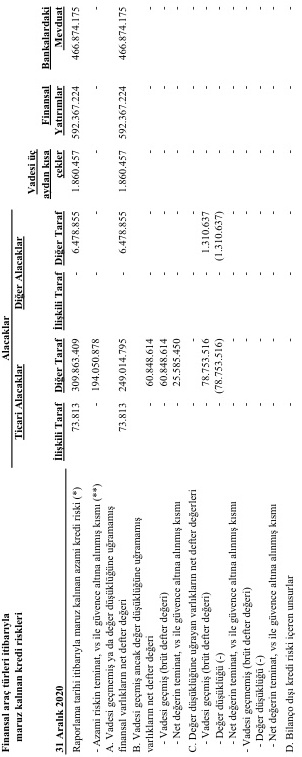 Finansal araç türleri itibarıyla
maruz kalınan kredi riskleri
Alacaklar
Ticari Alacaklar Diğer Alacaklar
Vadesi üç
aydan kısa Finansal Bankalardaki
31 Aralık 2020 İlişkili Taraf Diğer Taraf İlişkili Taraf Diğer Taraf çekler Yatırımlar Mevduat
Raporlama tarihi itibarıyla maruz kalınan azami kredi riski (*) 73.813 309.863.409 - 6.478.855 1.860.457 592.367.224 466.874.175
- Azami riskin teminat, vs ile güvence altına alınmış kısmı (**) - 194.050.878 - - - - -
A. Vadesi geçmemiş ya da değer düşüklüğüne uğramamış
finansal varlıkların net defter değeri 73.813 249.014.795 - 6.478.855 1.860.457 592.367.224 466.874.175
B. Vadesi geçmiş ancak değer düşüklüğüne uğramamış
varlıkların net defter değeri - 60.848.614 - - - - -
- Vadesi geçmiş (brüt defter değeri) - 60.848.614 - - - - -
- Net değerin teminat, vs ile güvence altına alınmış kısmı - 25.585.450 - - - - -
C. Değer düşüklüğüne uğrayan varlıkların net defter değerleri - - - - - - -
- Vadesi geçmiş (brüt defter değeri) - 78.753.516 - 1.310.637 - - -
- Değer düşüklüğü (-) - (78.753.516) - (1.310.637) - - -
- Net değerin teminat, vs ile güvence altına alınmış kısmı - - - - - - -
- Vadesi geçmemiş (brüt defter değeri) - - - - - - -
- Değer düşüklüğü (-) - - - - - - -
- Net değerin teminat, vs ile güvence altına alınmış kısmı - - - - - - -
D. Bilanço dışı kredi riski içeren unsurlar - - - - - - -